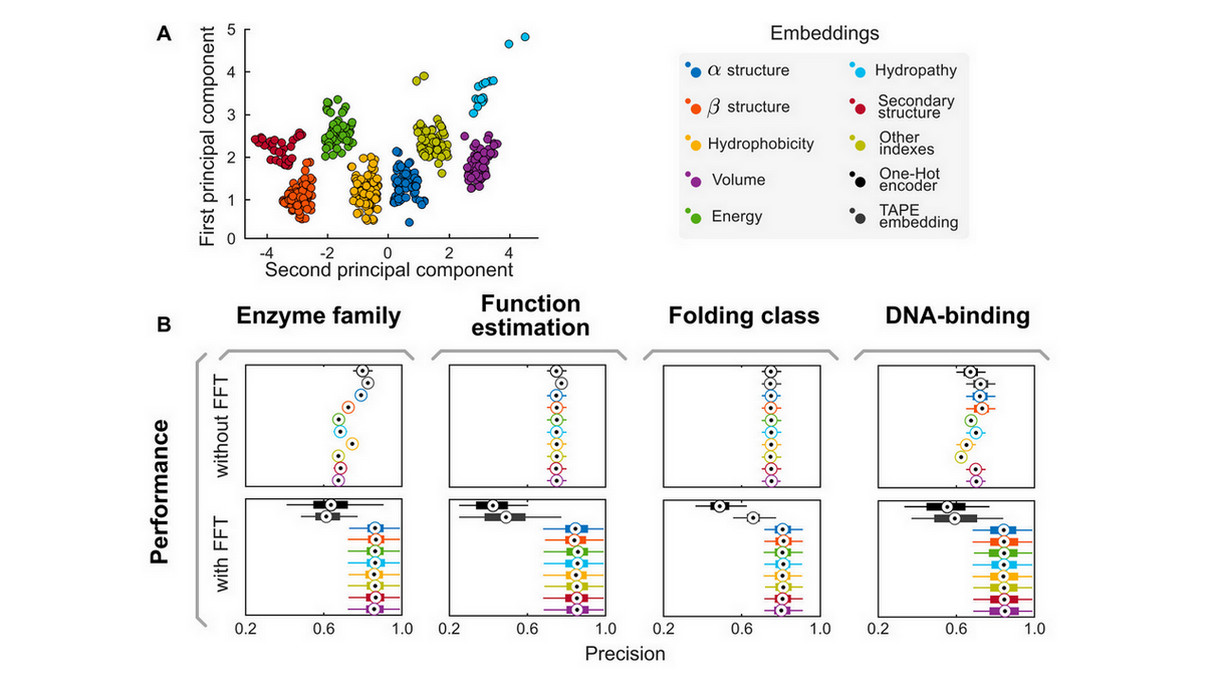 A
First principal component
5
4
3
2
1
0
-4
-2
0
2
4
Second principal component
Embeddings
α structure
β structure
Hydrophobicity
Volume
Energy
Hydropathy
Secondary
structure
Other
indexes
One-Hot
encoder
TAPE
embedding
B
Enzyme family
Function
estimation
Folding class
DNA-binding
Performance
without FFT
with FFT
0.2
0.6
1.0
0.2
0.6
1.0
0.2
0.6
1.0
0.2
0.6
1.0
Precision